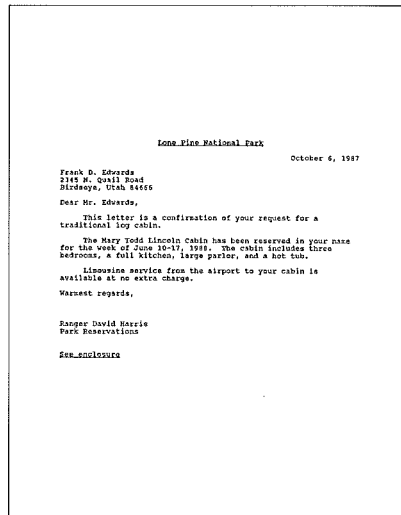 Lone Pine National Park
October 6, 1987
Frank D. Edwards
2345 N. Quail Road
Birdseye, Utah 84666
Dear Mr. Edwards,
This letter is a confirmation of your request for a
traditional log cabin.
The Mary Todd Lincoln Cabin has been reserved in your name
for the week of June 10-17, 1988. The cabin includes three
bedrooms, a full kitchen, large parlor, and a hot tub.
Limousine service from the airport to your cabin is
available at no extra charge.
Warmest regards,
Ranger David Harris
Park Reservations
See enclosure